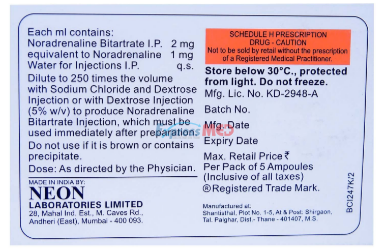 Each ml contains:
Noradrenaline Bitartrate I.P. 2 mg
equivalent to Noradrenaline 1 mg
Water for Injections I.P. q.s.
Dilute to 250 times the volume
with Sodium Chloride and Dextrose
Injection or with Dextrose Injection
(5% w/v) to produce Noradrenaline
Bitartrate Injection, which must be
used immediately after preparation.
Do not use if it is brown or contains
precipitate.
Dose: As directed by the Physician.
MADE IN INDIA BY:
NEON
LABORATORIES LIMITED
28, Mahal Ind. Est., M. Caves Rd.,
Andheri (East), Mumbai - 400 093.
SCHEDULE H PRESCRIPTION
DRUG - CAUTION
Not to be sold by retail without the prescription
of a Registered Medical Practitioner.
Store below 30°C., protected
from light. Do not freeze.
Mfg. Lic. No. KD-2948-A
Batch No.
Mfg. Date
Expiry Date
Max. Retail Price ₹
Per Pack of 5 Ampoules
(Inclusive of all taxes)
®Registered Trade Mark.
Manufactured at:
Shantisthal, Plot No. 1-5, At & Post. Shirgaon,
Tal. Palghar, Dist. - Thane.
BCI247K/2